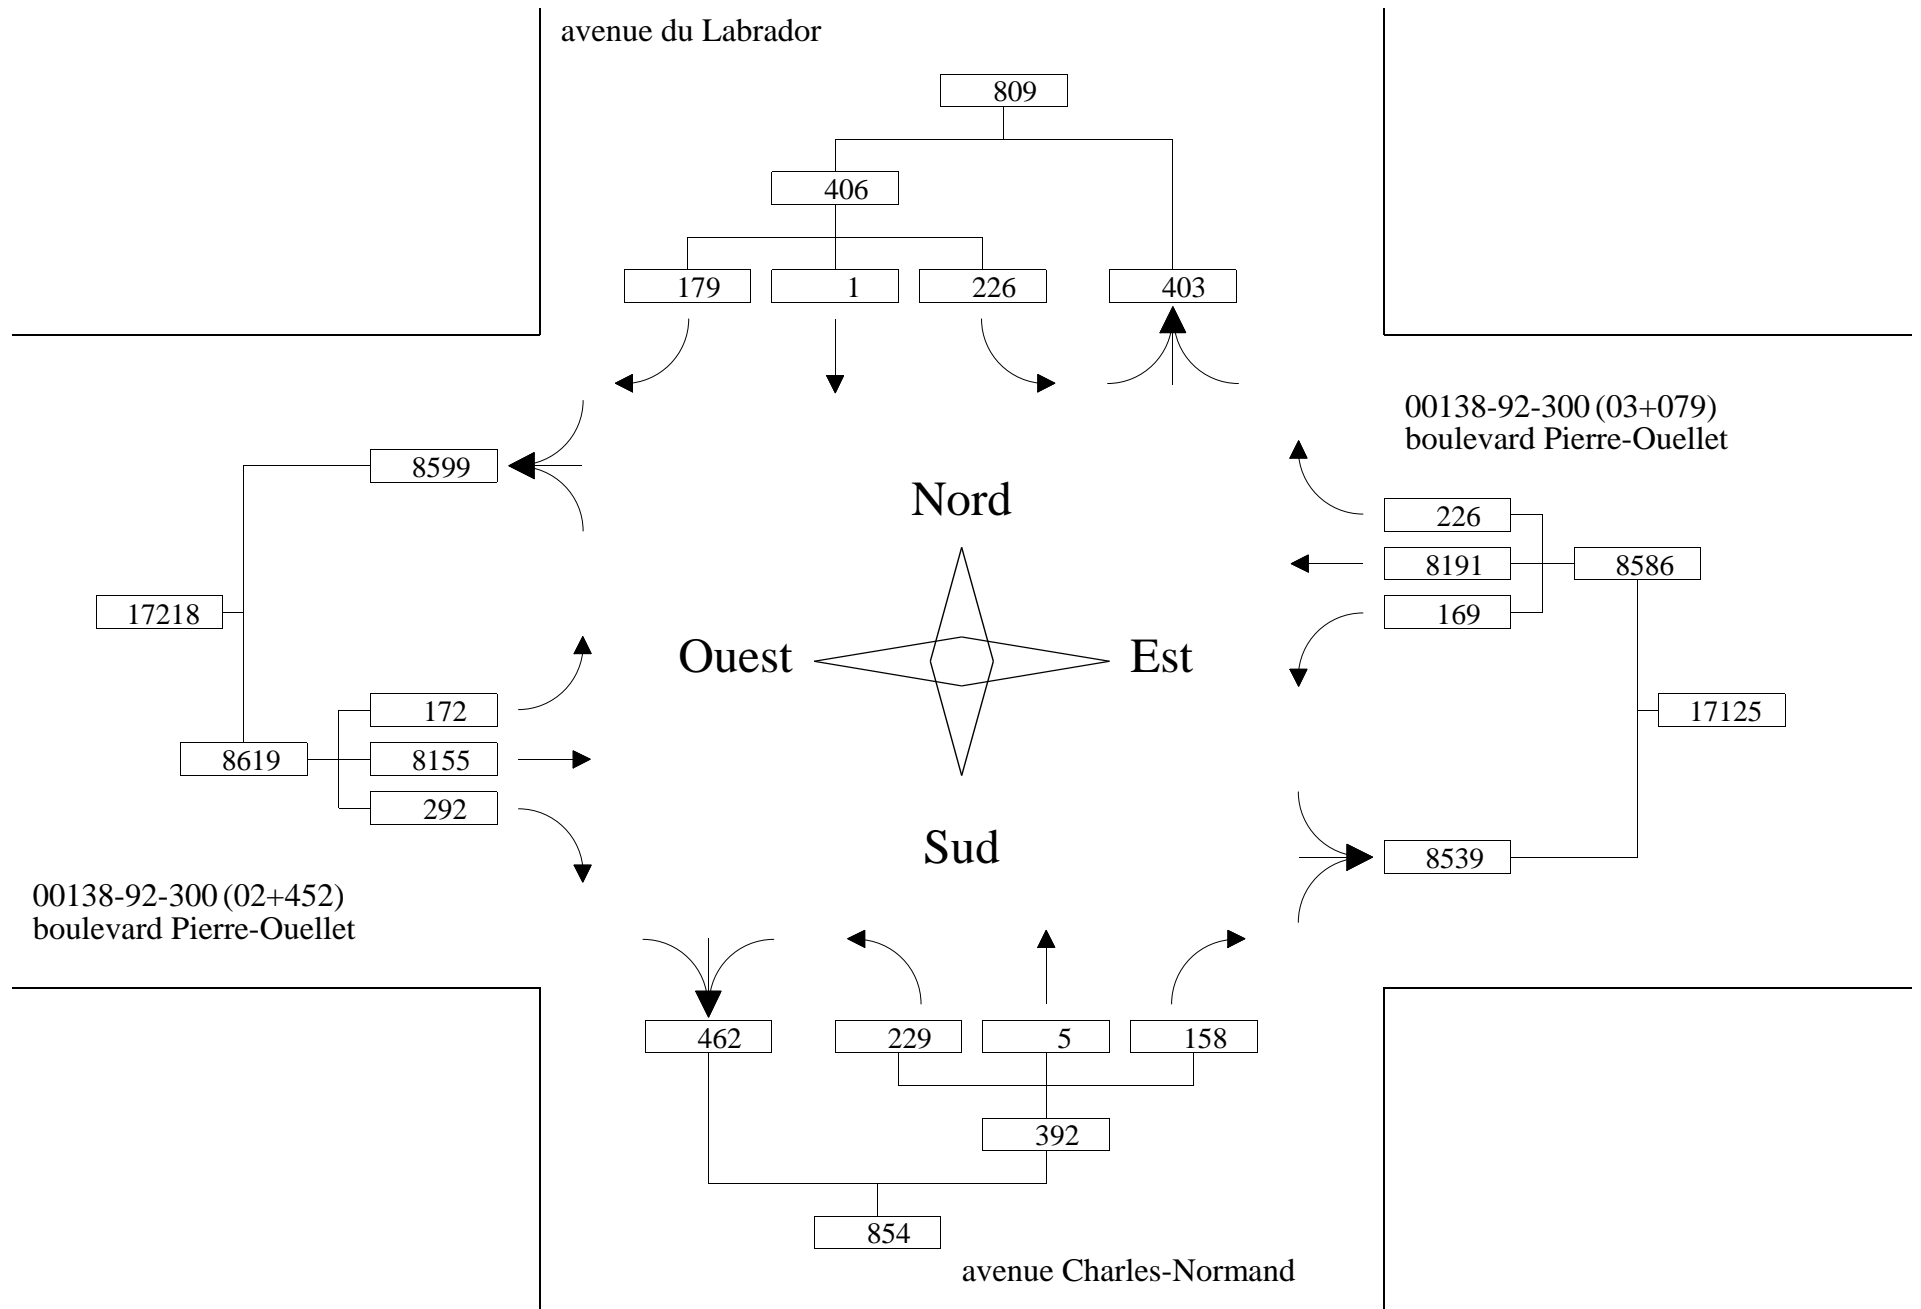 avenue du Labrador
809
406
179 1 226 403
00138-92-300 (03+079)
boulevard Pierre-Ouellet
8599
Nord
226
8191 8586
17218 169
Ouest Est
172 17125
8619 8155
292
Sud
8539
00138-92-300 (02+452)
boulevard Pierre-Ouellet
462 229 5 158
392
854
avenue Charles-Normand